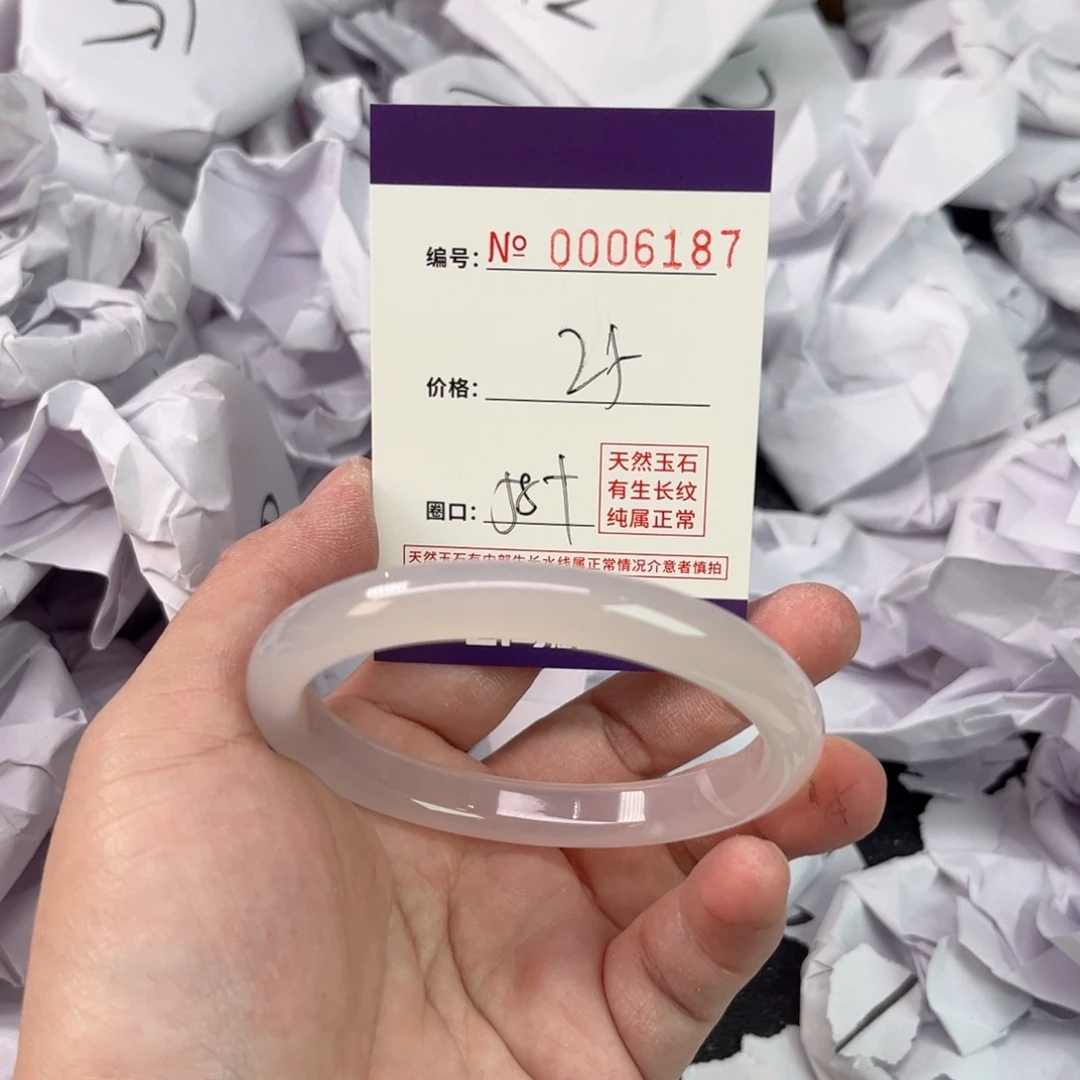 编号: № 0006187
价格:
圈口: 58+
天然玉石
有生长纹
纯属正常
天然玉石有内部生长水线属正常情况介意者慎拍